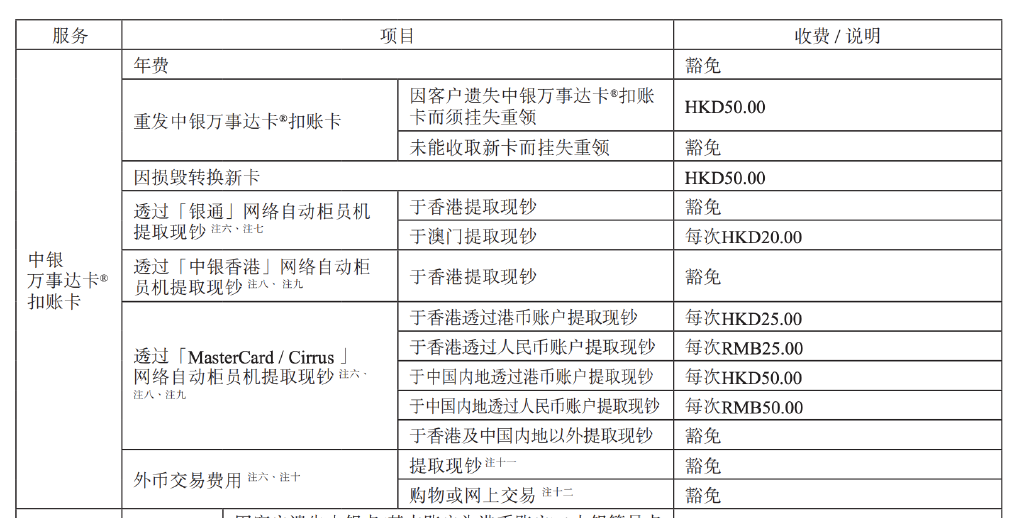 服务
项目
收费 / 说明
中银
万事达卡®
扣账卡
年费
豁免
重发中银万事达卡®扣账卡
因客户遗失中银万事达卡®扣账
卡而须挂失重领
HKD50.00
未能收取新卡而挂失重领
豁免
因损毁转换新卡
HKD50.00
透过「银通」网络自动柜员机
提取现钞 注六、注七
于香港提取现钞
豁免
于澳门提取现钞
每次HKD20.00
透过「中银香港」网络自动柜
员机提取现钞 注八、注九
于香港提取现钞
豁免
透过「MasterCard / Cirrus 」
网络自动柜员机提取现钞 注六、
注八、注九
于香港透过港币账户提取现钞
每次HKD25.00
于香港透过人民币账户提取现钞
每次RMB25.00
于中国内地透过港币账户提取现钞
每次HKD50.00
于中国内地透过人民币账户提取现钞
每次RMB50.00
于香港及中国内地以外提取现钞
豁免
外币交易费用 注六、注十
提取现钞 注十一
豁免
购物或网上交易 注十二
豁免